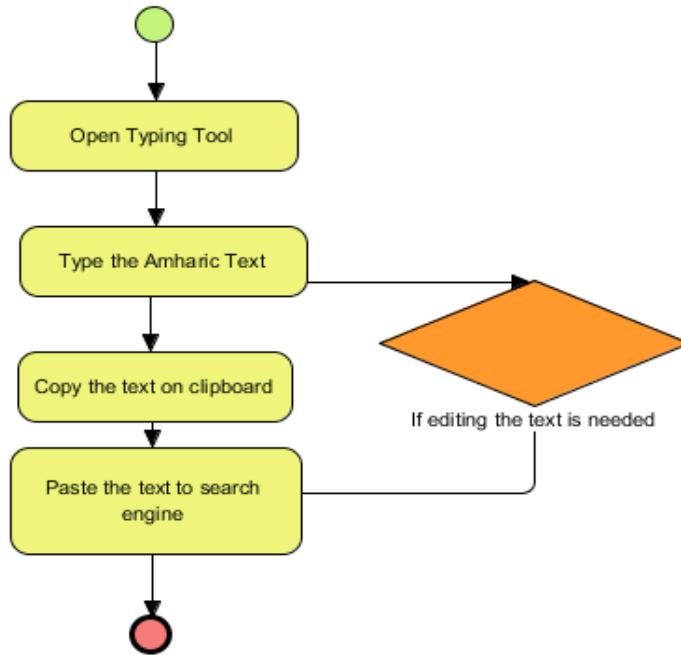 Open Typing Tool
Type the Amharic Text
Copy the text on clipboard
If editing the text is needed
Paste the text to search
engine